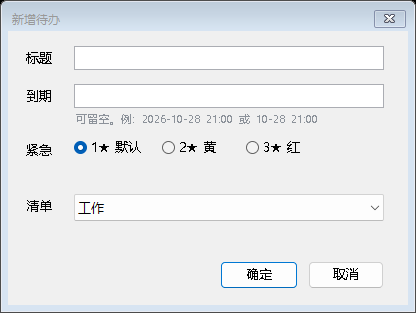 新增待办
标题
到期
可留空。例: 2026-10-28 21:00 或 10-28 21:00
紧急 1★ 默认 2★ 黄 3★ 红
清单 工作
确定 取消